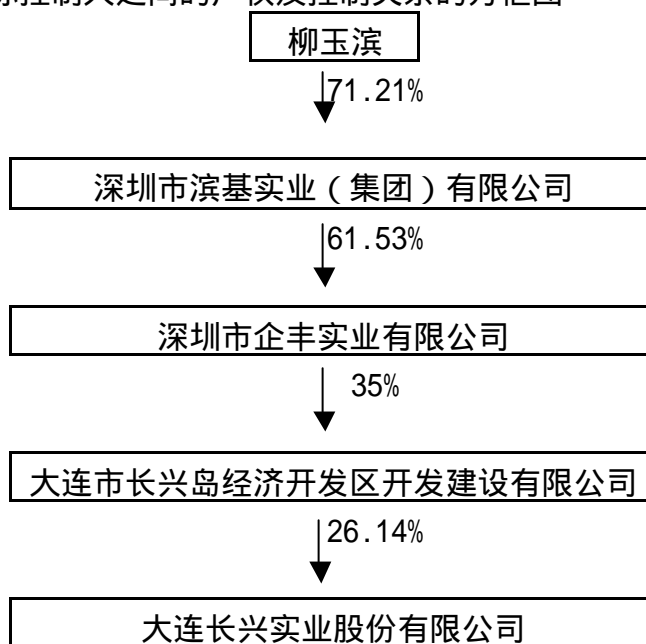 柳玉滨
71.21%
深圳市滨基实业（集团）有限公司
61.53%
深圳市企丰实业有限公司
35%
大连市长兴岛经济开发区开发建设有限公司
26.14%
大连长兴实业股份有限公司